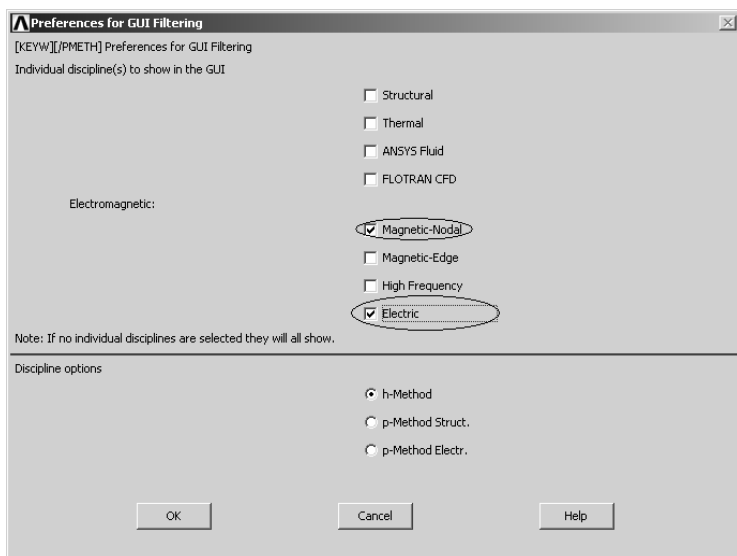 Preferences for GUI Filtering
[KEYW][/PMETH] Preferences for GUI Filtering
Individual discipline(s) to show in the GUI
Structural
Thermal
ANSYS Fluid
FLOTRAN CFD
Electromagnetic:
Magnetic-Nodal
Magnetic-Edge
High Frequency
Electric
Note: If no individual disciplines are selected they will all show.
Discipline options
h-Method
p-Method Struct.
p-Method Electr.
OK Cancel Help